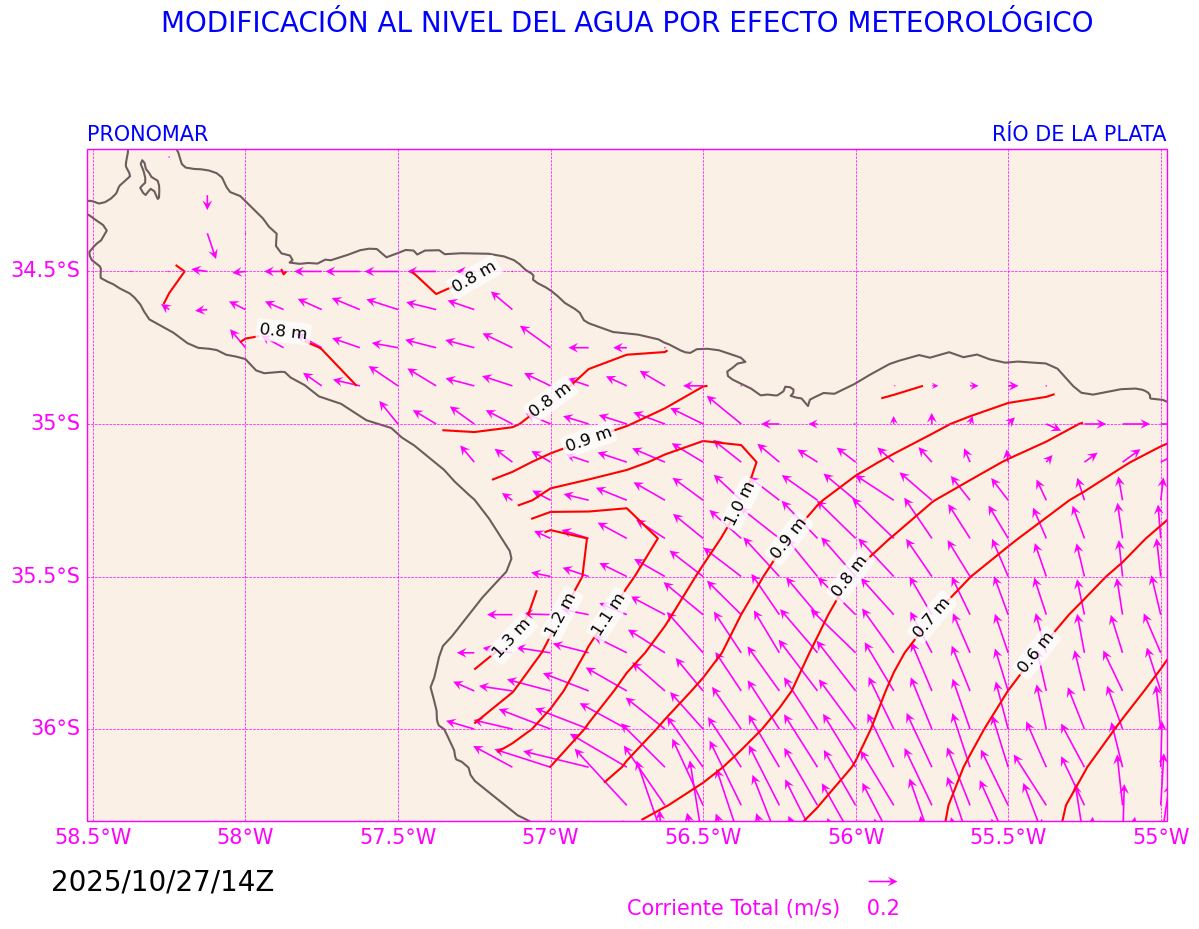 MODIFICACIÓN AL NIVEL DEL AGUA POR EFECTO METEOROLÓGICO
PRONOMAR
RÍO DE LA PLATA
34.5°S
0.8 m
0.8 m
0.8 m
35°S
0.9 m
1.0 m
0.9 m
35.5°S
0.8 m
1.3 m
1.2 m
1.1 m
0.7 m
0.6 m
36°S
58.5°W 58°W 57.5°W 57°W 56.5°W 56°W 55.5°W 55°W
2025/10/27/14Z
Corriente Total (m/s) 0.2